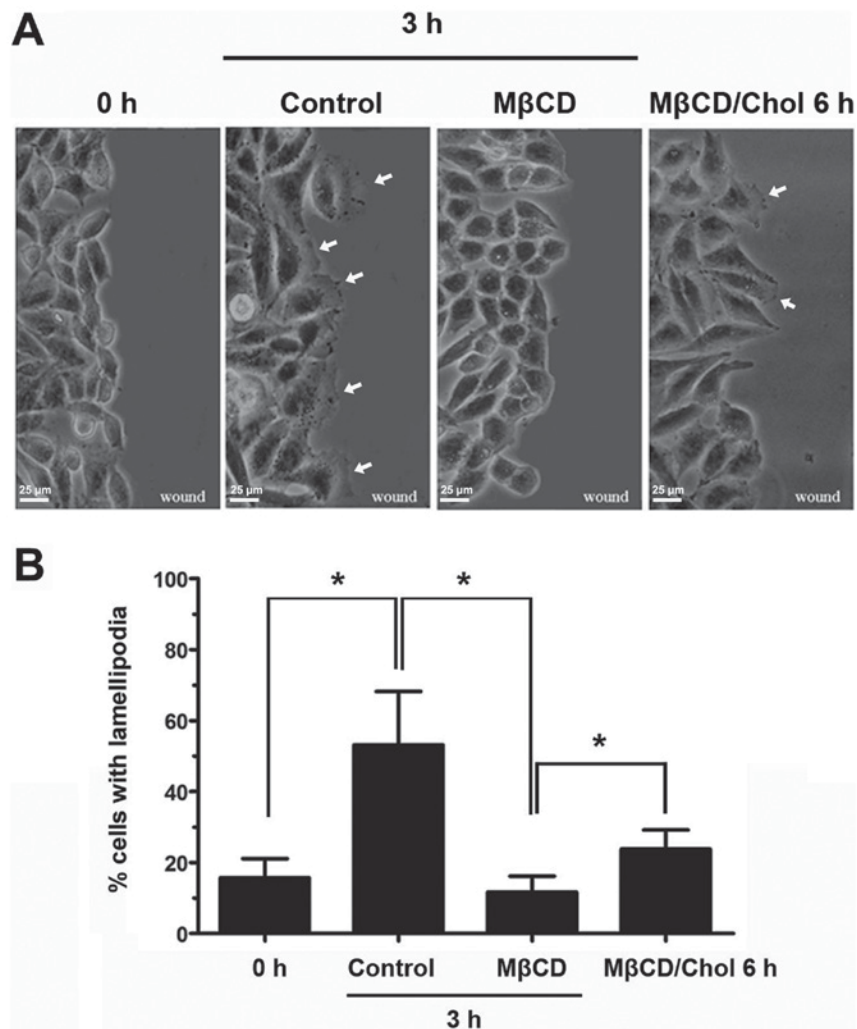 A
3 h
0 h Control MβCD MβCD/Chol 6 h
25 µm wound 25 µm wound 25 µm wound 25 µm wound
B
* *
*
% cells with lamellipodia
100
80
60
40
20
0
0 h Control MβCD MβCD/Chol 6 h
3 h